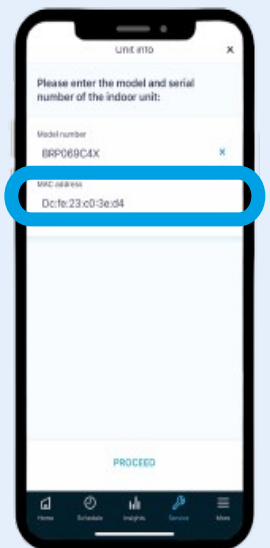 Unit info ×
Please enter the model and serial
number of the indoor unit:
Model number
BRP069C4X ×
MAC address
Dc:fe:23:c0:3e:d4
PROCEED
Home Schedule Insights Service More